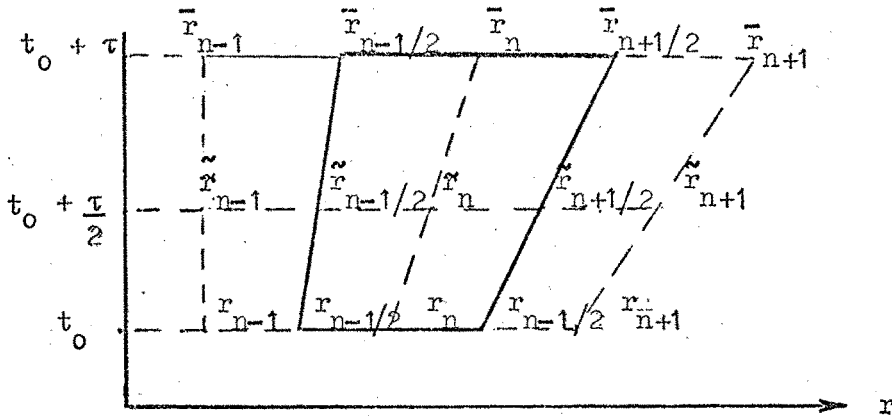 r̄ₙ₋₁ r̄ₙ₋₁/₂ r̄ₙ r̄ₙ₊₁/₂ r̄ₙ₊₁
t₀ + τ
r̃ₙ₋₁ r̃ₙ₋₁/₂ r̃ₙ r̃ₙ₊₁/₂ r̃ₙ₊₁
t₀ + τ/2
rₙ₋₁ rₙ₋₁/₂ rₙ rₙ₋₁/₂ rₙ₊₁
t₀
r